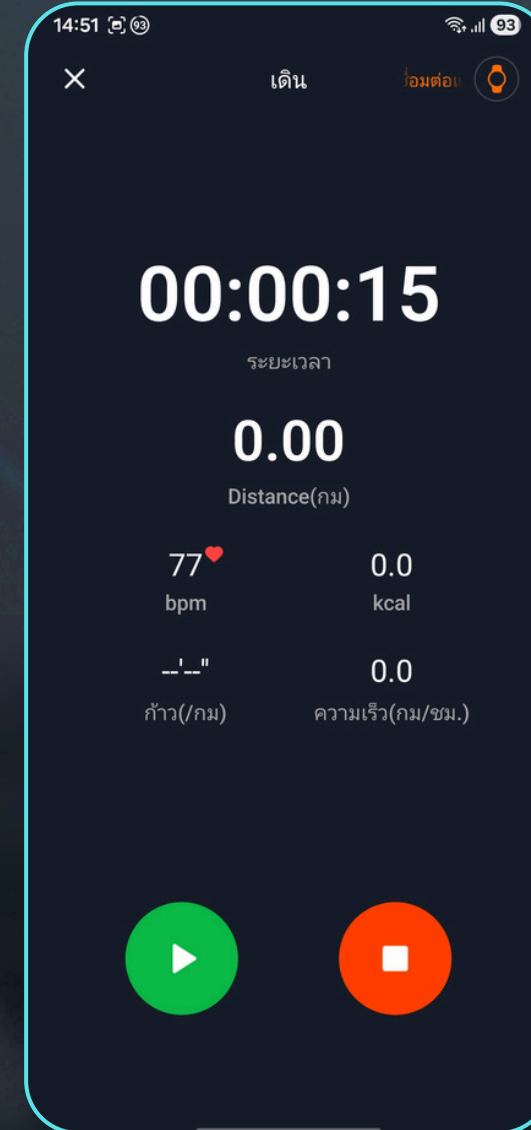 14:51 93 93
เดิน
00:00:15
ระยะเวลา
0.00
Distance(กม)
77 0.0
bpm kcal
--'--" 0.0
ก้าว(/กม) ความเร็ว(กม/ชม.)